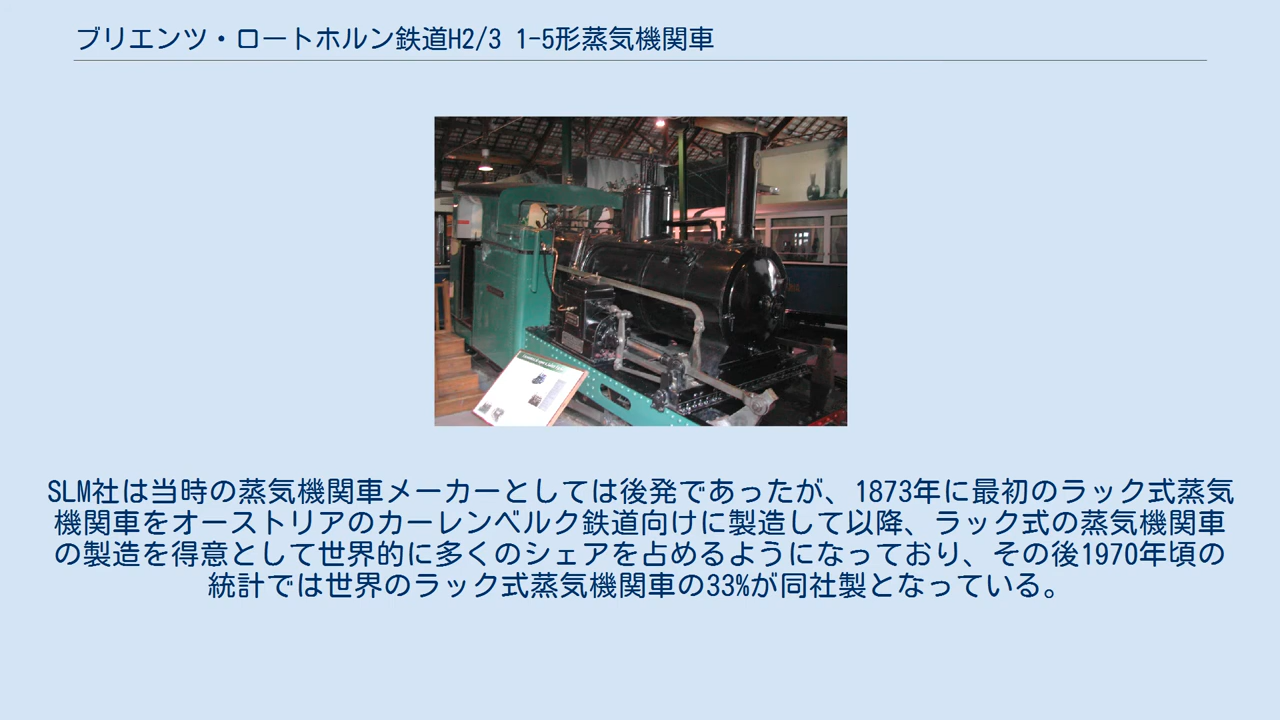 ブリエンツ・ロートホルン鉄道H2/3 1-5形蒸気機関車
SLM社は当時の蒸気機関車メーカーとしては後発であったが、1873年に最初のラック式蒸気
機関車をオーストリアのカーレンベルク鉄道向けに製造して以降、ラック式の蒸気機関車
の製造を得意として世界的に多くのシェアを占めるようになっており、その後1970年頃の
統計では世界のラック式蒸気機関車の33%が同社製となっている。